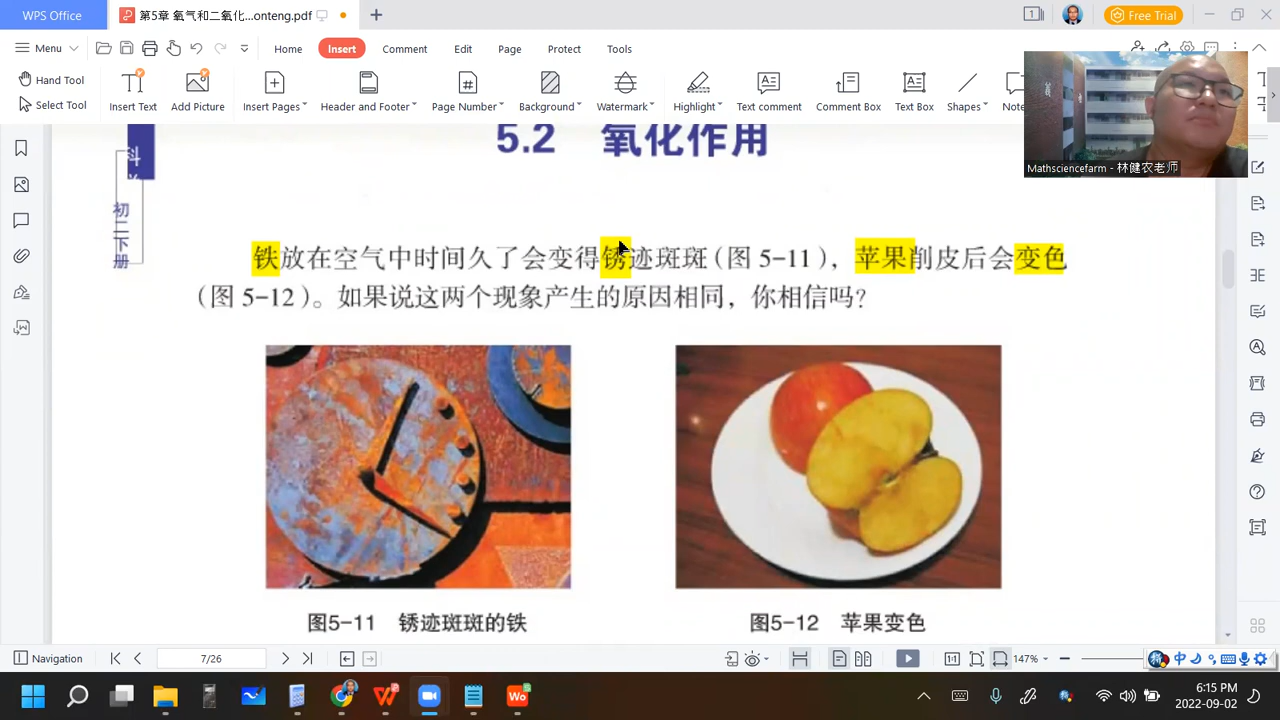 WPS Office
第5章 氧气和二氧化...onteng.pdf
1
Free Trial
Menu
Home
Insert
Comment
Edit
Page
Protect
Tools
Hand Tool
Select Tool
Insert Text
Add Picture
Insert Pages
Header and Footer
Page Number
Background
Watermark
Highlight
Text comment
Comment Box
Text Box
Shapes
Mathsciencefarm - 林健农老师
科
初二下册
5.2 氧化作用
铁放在空气中时间久了会变得锈迹斑斑（图 5-11），苹果削皮后会变色
（图 5-12）。如果说这两个现象产生的原因相同，你相信吗？
图5-11 锈迹斑斑的铁
图5-12 苹果变色
Navigation
7/26
147%
中
6:15 PM
2022-09-02